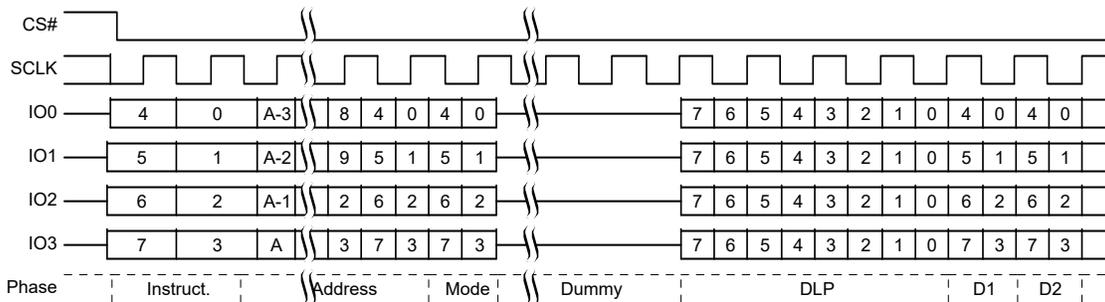 CS#
SCLK
IO0 4 0 A-3 8 4 0 4 0 7 6 5 4 3 2 1 0 4 0 4 0
IO1 5 1 A-2 9 5 1 5 1 7 6 5 4 3 2 1 0 5 1 5 1
IO2 6 2 A-1 2 6 2 6 2 7 6 5 4 3 2 1 0 6 2 6 2
IO3 7 3 A 3 7 3 7 3 7 6 5 4 3 2 1 0 7 3 7 3
Phase Instruct. Address Mode Dummy DLP D1 D2